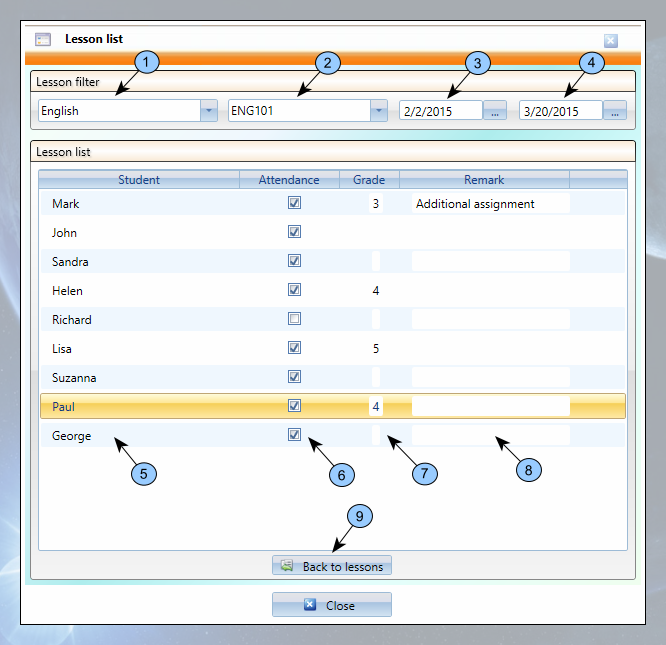 Lesson list
1 2 3 4
Lesson filter
English ENG101 2/2/2015 ... 3/20/2015 ...
Lesson list
Student Attendance Grade Remark
Mark 3 Additional assignment
John
Sandra
Helen 4
Richard
Lisa 5
Suzanna
Paul 4
George
5 6 7 8
9
Back to lessons
Close